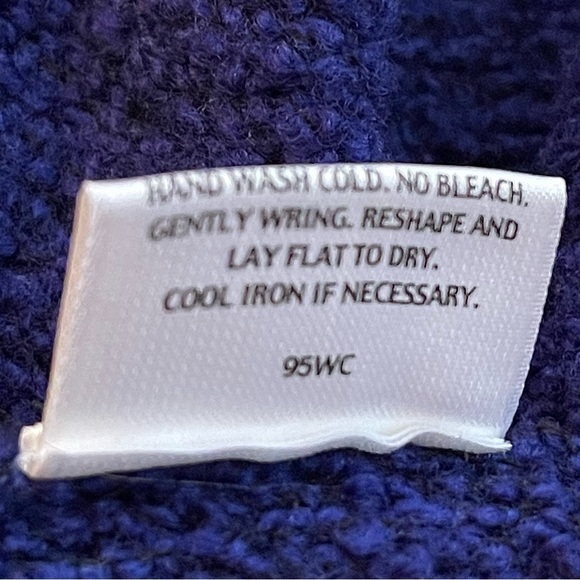 HAND WASH COLD. NO BLEACH.
GENTLY WRING. RESHAPE AND
LAY FLAT TO DRY.
COOL IRON IF NECESSARY.
95WC